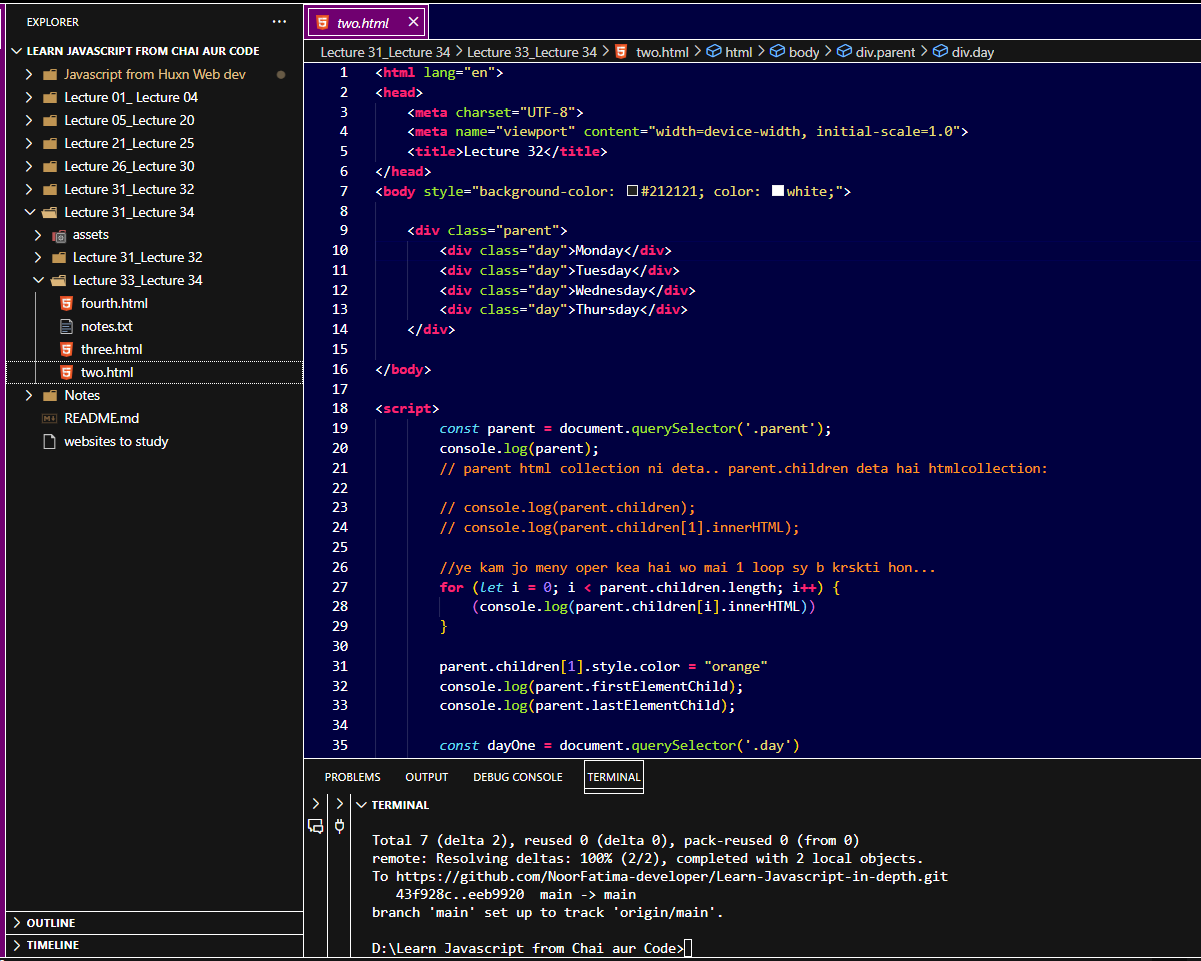 EXPLORER
LEARN JAVASCRIPT FROM CHAI AUR CODE
Javascript from Huxn Web dev
Lecture 01_ Lecture 04
Lecture 05_Lecture 20
Lecture 21_Lecture 25
Lecture 26_Lecture 30
Lecture 31_Lecture 32
Lecture 31_Lecture 34
assets
Lecture 31_Lecture 32
Lecture 33_Lecture 34
fourth.html
notes.txt
three.html
two.html
Notes
README.md
websites to study
OUTLINE
TIMELINE
two.html
Lecture 31_Lecture 34 > Lecture 33_Lecture 34 > two.html > html > body > div.parent > div.day
1 <html lang="en">
2 <head>
3 <meta charset="UTF-8">
4 <meta name="viewport" content="width=device-width, initial-scale=1.0">
5 <title>Lecture 32</title>
6 </head>
7 <body style="background-color: #212121; color: white;">
8
9 <div class="parent">
10 <div class="day">Monday</div>
11 <div class="day">Tuesday</div>
12 <div class="day">Wednesday</div>
13 <div class="day">Thursday</div>
14 </div>
15
16 </body>
17
18 <script>
19 const parent = document.querySelector('.parent');
20 console.log(parent);
21 // parent html collection ni deta.. parent.children deta hai htmlcollection:
22
23 // console.log(parent.children);
24 // console.log(parent.children[1].innerHTML);
25
26 //ye kam jo meny oper kea hai wo mai 1 loop sy b krskti hon...
27 for (let i = 0; i < parent.children.length; i++) {
28 (console.log(parent.children[i].innerHTML))
29 }
30
31 parent.children[1].style.color = "orange"
32 console.log(parent.firstElementChild);
33 console.log(parent.lastElementChild);
34
35 const dayOne = document.querySelector('.day')
PROBLEMS OUTPUT DEBUG CONSOLE TERMINAL
TERMINAL
Total 7 (delta 2), reused 0 (delta 0), pack-reused 0 (from 0)
remote: Resolving deltas: 100% (2/2), completed with 2 local objects.
To https://github.com/NoorFatima-developer/Learn-Javascript-in-depth.git
43f928c..eeb9920 main -> main
branch 'main' set up to track 'origin/main'.
D:\Learn Javascript from Chai aur Code>